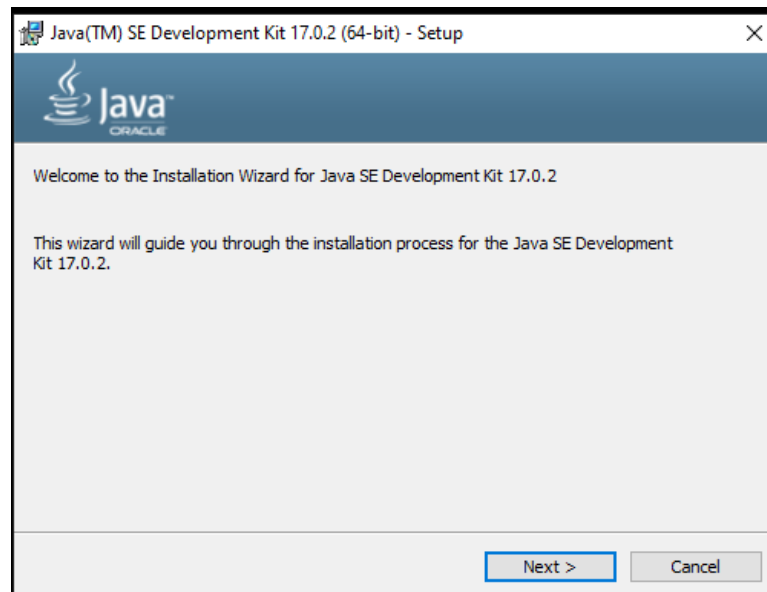 Java(TM) SE Development Kit 17.0.2 (64-bit) - Setup
Java™
ORACLE
Welcome to the Installation Wizard for Java SE Development Kit 17.0.2
This wizard will guide you through the installation process for the Java SE Development
Kit 17.0.2.
Next >
Cancel